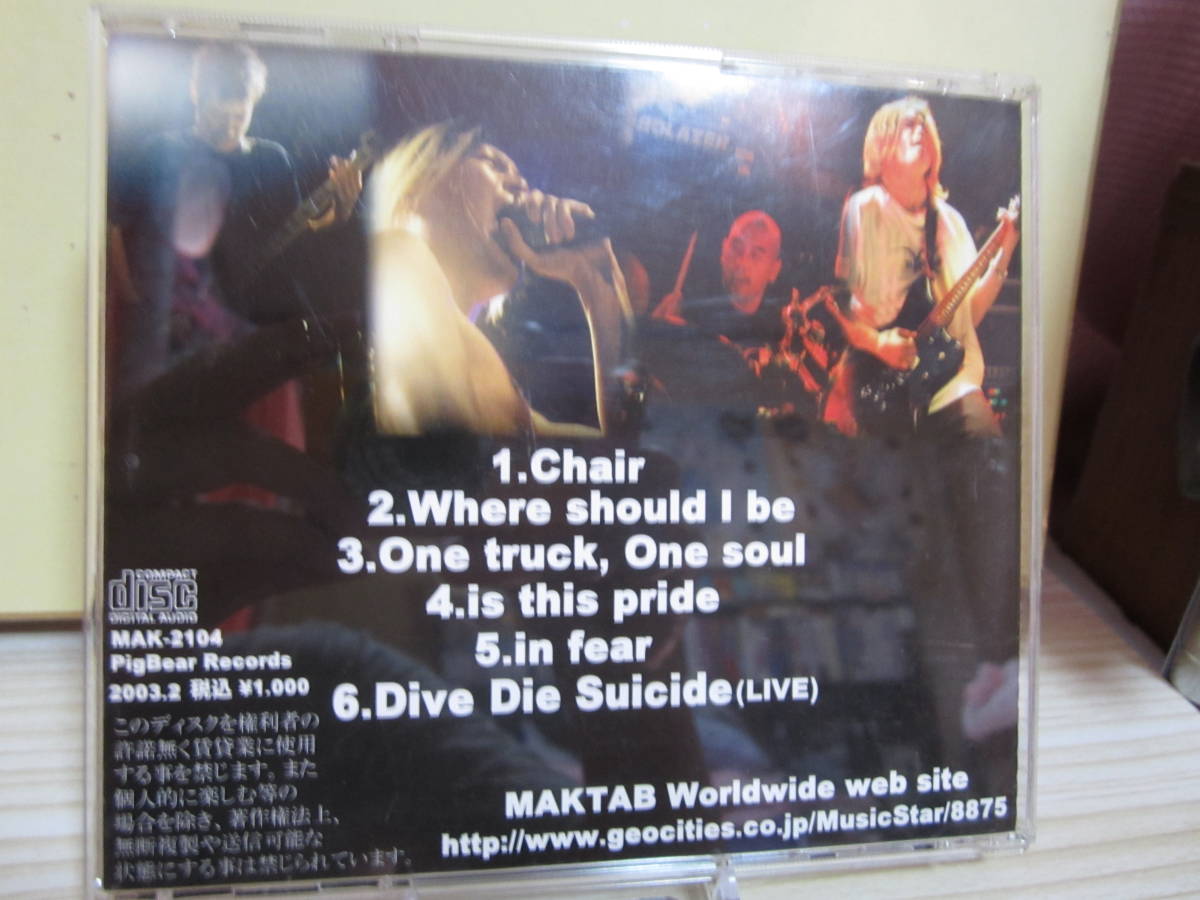 1.Chair
2.Where should I be
3.One truck, One soul
4.is this pride
5.in fear
6.Dive Die Suicide(LIVE)
COMPACT
disc
DIGITAL AUDIO
MAK-2104
PigBear Records
2003.2 税込 ¥1,000
このディスクを権利者の
許諾無く賃貸業に使用
する事を禁じます。また
個人的に楽しむ等の
場合を除き、著作権法上、
無断複製や送信可能な
状態にする事は禁じられています。
MAKTAB Worldwide web site
http://www.geocities.co.jp/MusicStar/8875